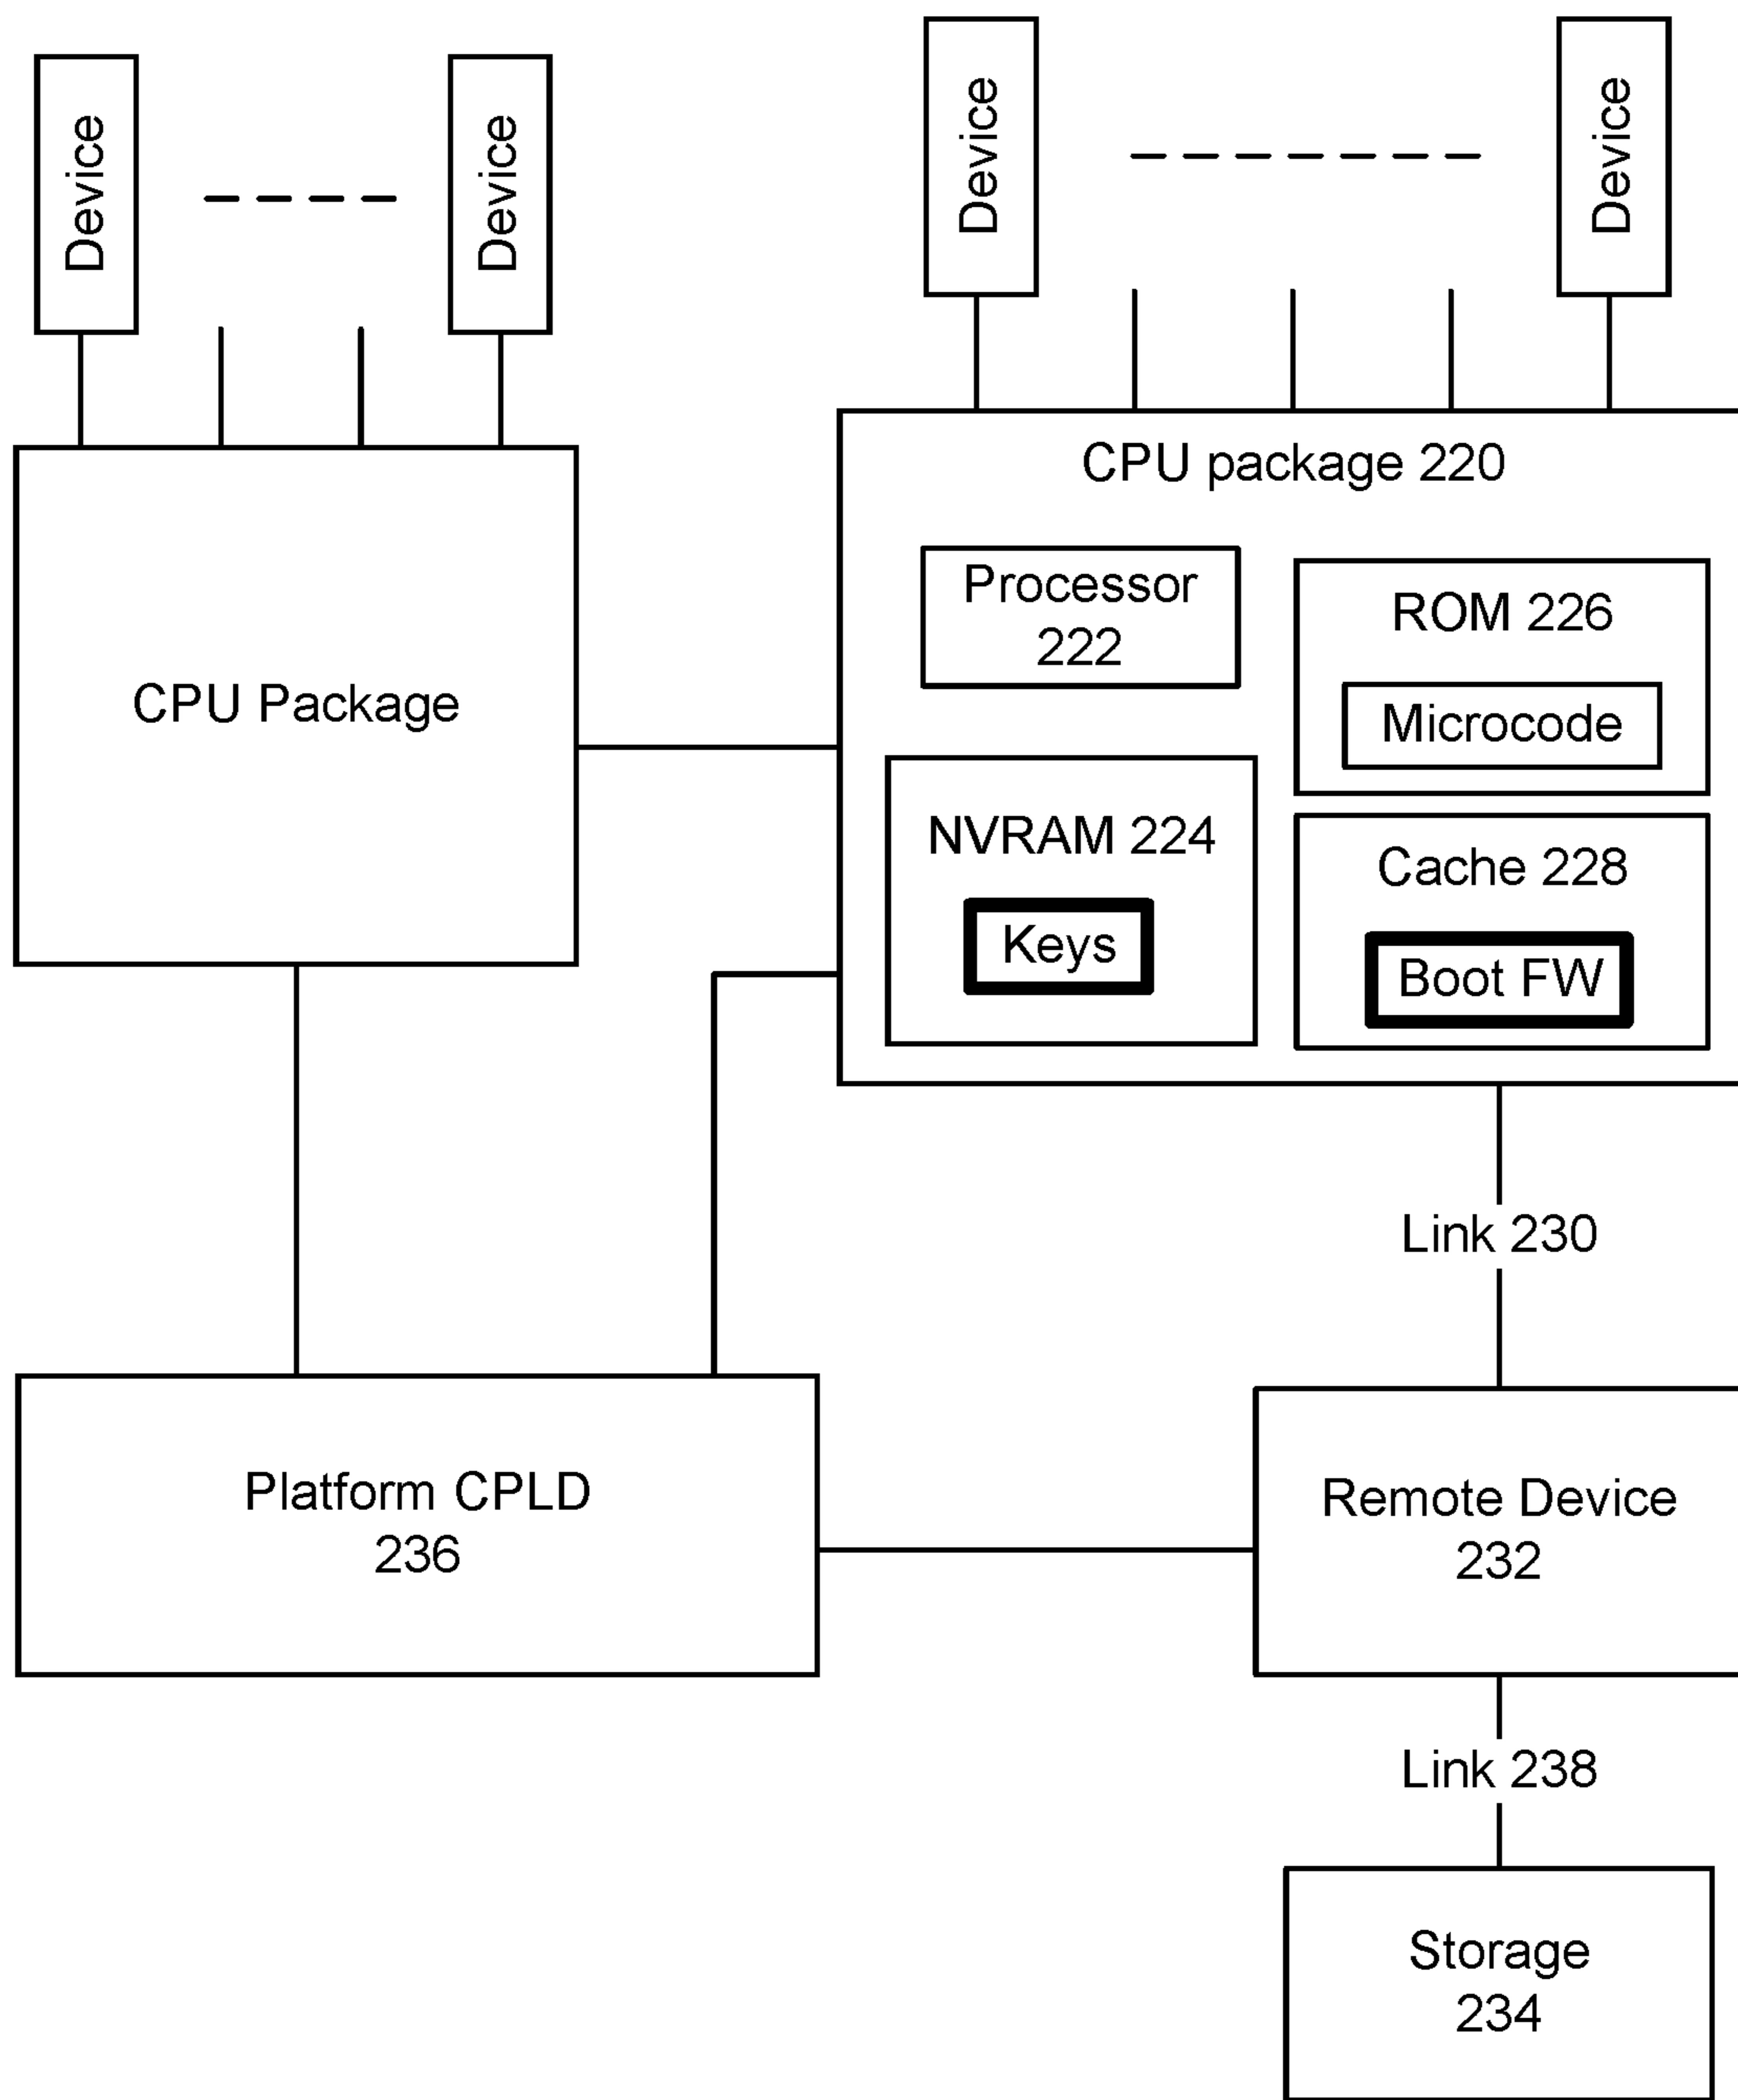 Device
Device
Device
Device
CPU package 220
Processor
222
ROM 226
Microcode
CPU Package
NVRAM 224
Keys
Cache 228
Boot FW
Link 230
Platform CPLD
236
Remote Device
232
Link 238
Storage
234